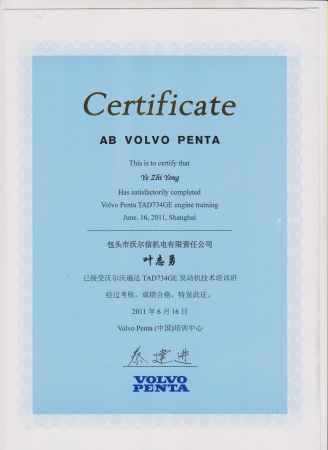 Certificate
AB VOLVO PENTA
This is to certify that
Ye Zhi Yong
Has satisfactorily completed
Volvo Penta TAD734GE engine training
June. 16, 2011, Shanghai
包头市沃尔信机电有限责任公司
叶志勇
已接受沃尔沃遍达 TAD734GE 发动机技术培训班
经过考核。成绩合格，特发此证。
2011 年 6 月 16 日
Volvo Penta (中国)培训中心
VOLVO
PENTA